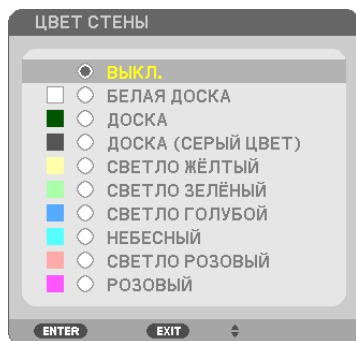 ЦВЕТ СТЕНЫ
ВЫКЛ.
БЕЛАЯ ДОСКА
ДОСКА
ДОСКА (СЕРЫЙ ЦВЕТ)
СВЕТЛО ЖЁЛТЫЙ
СВЕТЛО ЗЕЛЁНЫЙ
СВЕТЛО ГОЛУБОЙ
НЕБЕСНЫЙ
СВЕТЛО РОЗОВЫЙ
РОЗОВЫЙ
ENTER EXIT